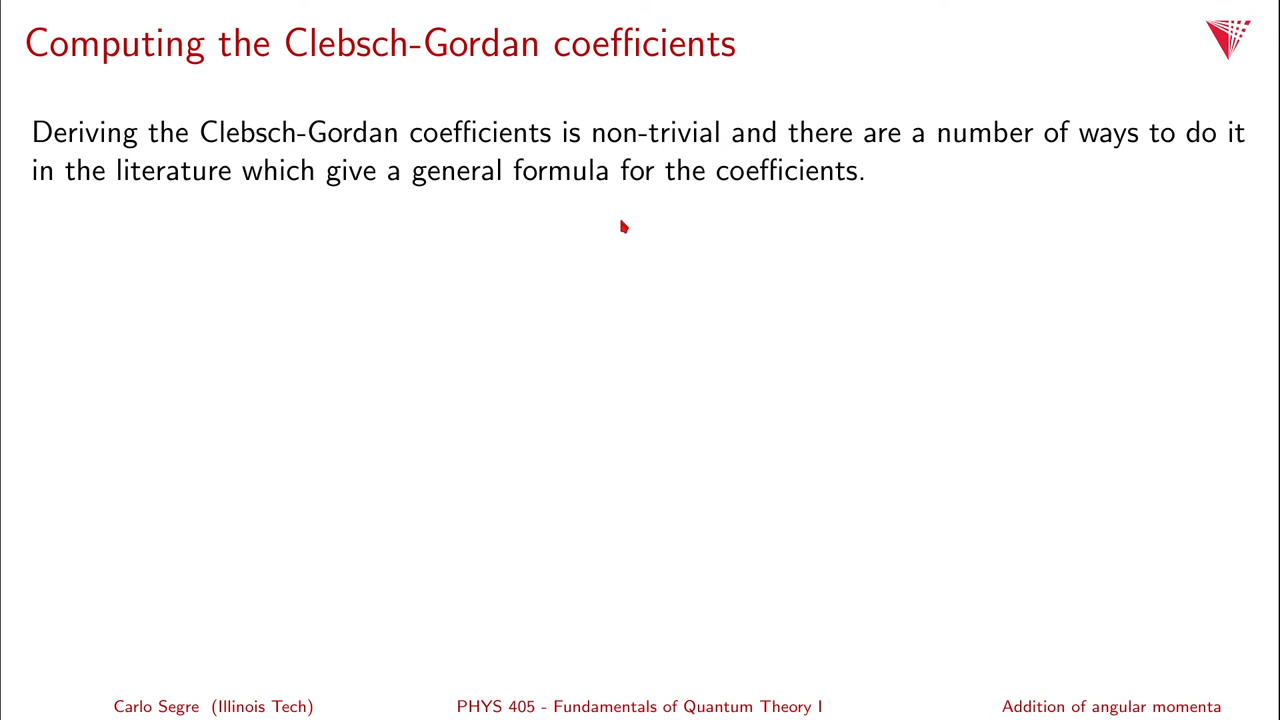 Computing the Clebsch-Gordan coefficients
Deriving the Clebsch-Gordan coefficients is non-trivial and there are a number of ways to do it
in the literature which give a general formula for the coefficients.
Carlo Segre (Illinois Tech)
PHYS 405 - Fundamentals of Quantum Theory I
Addition of angular momenta